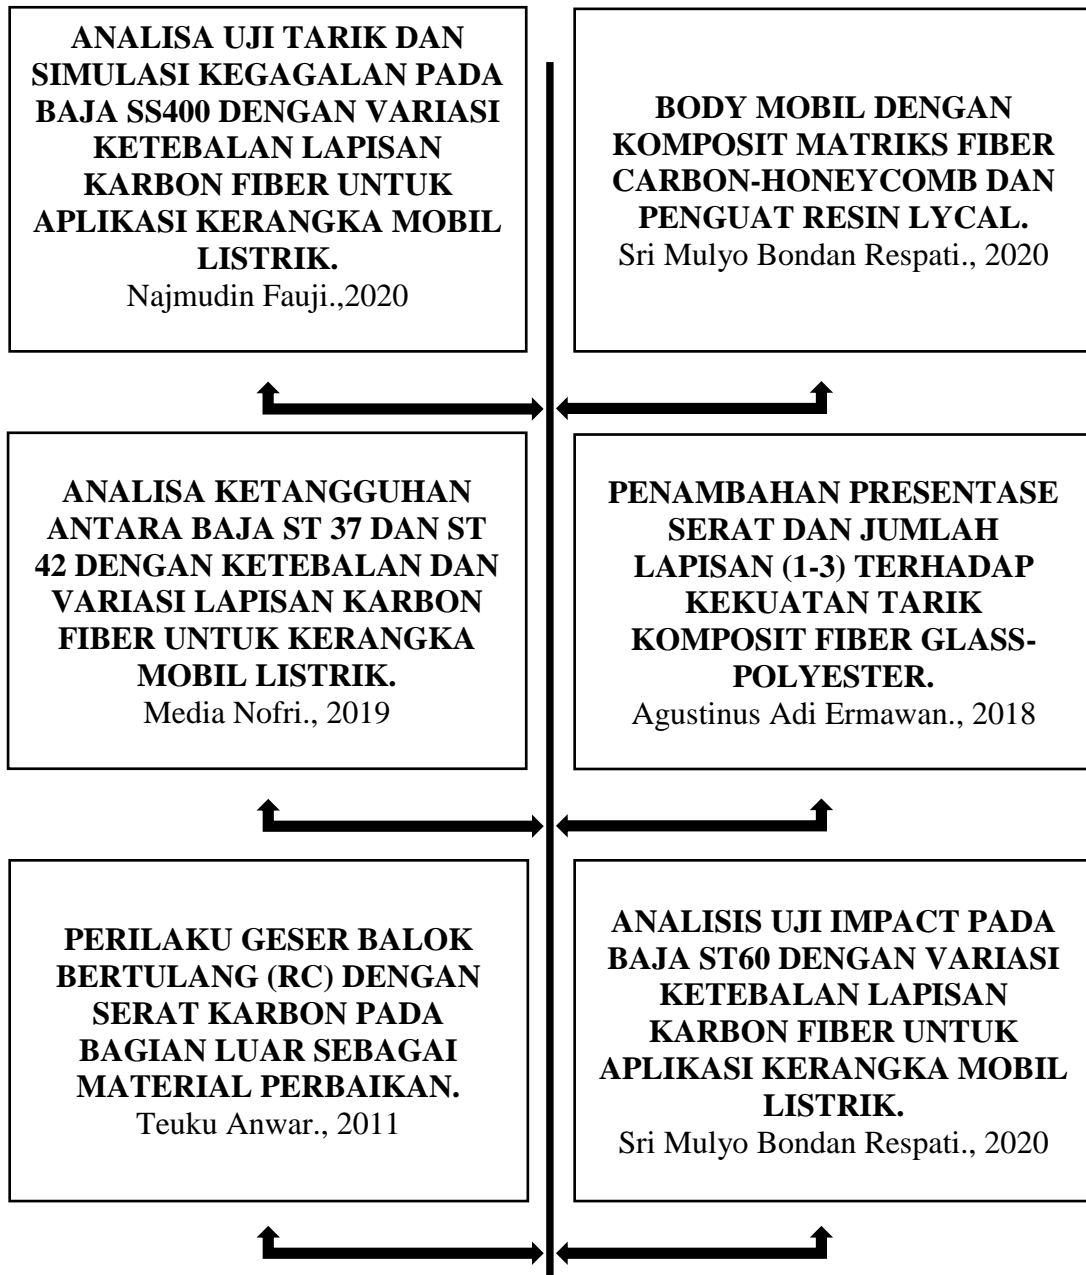 ANALISA UJI TARIK DAN
SIMULASI KEGAGALAN PADA
BAJA SS400 DENGAN VARIASI
KETEBALAN LAPISAN
KARBON FIBER UNTUK
APLIKASI KERANGKA MOBIL
LISTRIK.
Najmudin Fauji.,2020
BODY MOBIL DENGAN
KOMPOSIT MATRIKS FIBER
CARBON-HONEYCOMB DAN
PENGUAT RESIN LYCAL.
Sri Mulyo Bondan Respati., 2020
ANALISA KETANGGUHAN
ANTARA BAJA ST 37 DAN ST
42 DENGAN KETEBALAN DAN
VARIASI LAPISAN KARBON
FIBER UNTUK KERANGKA
MOBIL LISTRIK.
Media Nofri., 2019
PENAMBAHAN PRESENTASE
SERAT DAN JUMLAH
LAPISAN (1-3) TERHADAP
KEKUATAN TARIK
KOMPOSIT FIBER GLASS-
POLYESTER.
Agustinus Adi Ermawan., 2018
PERILAKU GESER BALOK
BERTULANG (RC) DENGAN
SERAT KARBON PADA
BAGIAN LUAR SEBAGAI
MATERIAL PERBAIKAN.
Teuku Anwar., 2011
ANALISIS UJI IMPACT PADA
BAJA ST60 DENGAN VARIASI
KETEBALAN LAPISAN
KARBON FIBER UNTUK
APLIKASI KERANGKA MOBIL
LISTRIK.
Sri Mulyo Bondan Respati., 2020